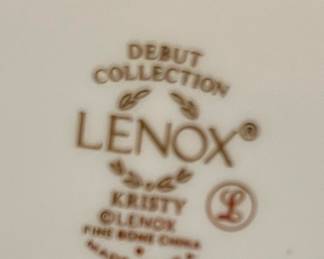 DEBUT
COLLECTION
LENOX®
KRISTY
L
©LENOX
FINE BONE CHINA